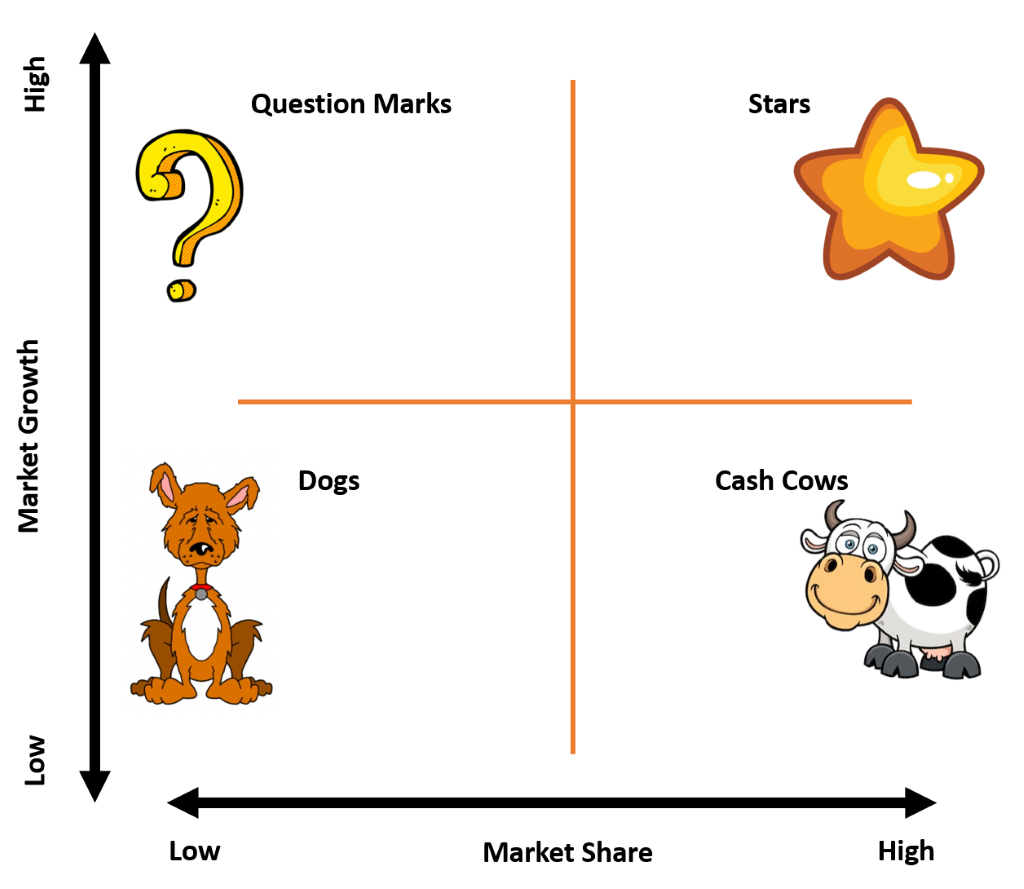 High
Question Marks
Stars
Market Growth
Dogs
Cash Cows
Low
Low
Market Share
High